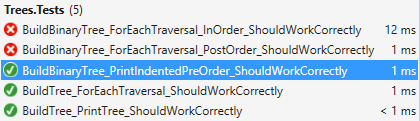 Trees.Tests (5)
BuildBinaryTree_ForEachTraversal_InOrder_ShouldWorkCorrectly 12 ms
BuildBinaryTree_ForEachTraversal_PostOrder_ShouldWorkCorrectly 1 ms
BuildBinaryTree_PrintIndentedPreOrder_ShouldWorkCorrectly 1 ms
BuildTree_ForEachTraversal_ShouldWorkCorrectly 1 ms
BuildTree_PrintTree_ShouldWorkCorrectly < 1 ms